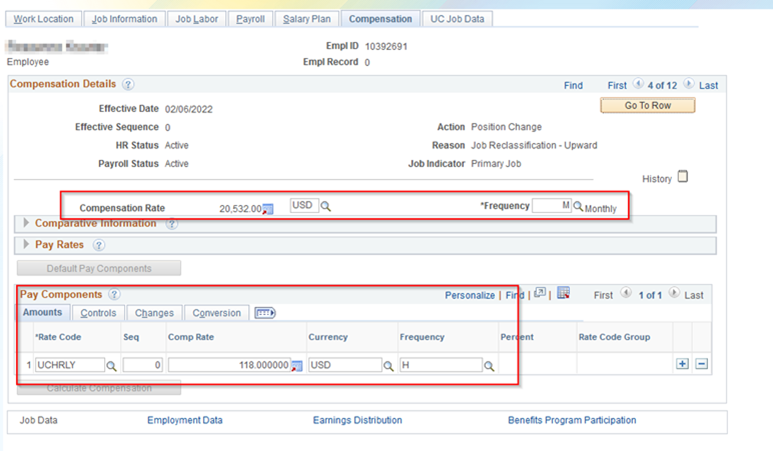 Work Location Job Information Job Labor Payroll Salary Plan Compensation UC Job Data
Empl ID 10392691
Employee Empl Record 0
Compensation Details ? Find First 4 of 12 Last
Effective Date 02/06/2022 Go To Row
Effective Sequence 0 Action Position Change
HR Status Active Reason Job Reclassification - Upward
Payroll Status Active Job Indicator Primary Job
History
Compensation Rate 20,532.00 USD *Frequency M Monthly
Comparative Information ?
Pay Rates ?
Default Pay Components
Pay Components ? Personalize | Find | | First 1 of 1 Last
Amounts Controls Changes Conversion
*Rate Code Seq Comp Rate Currency Frequency Percent Rate Code Group
1 UCHRLY 0 118.000000 USD H + -
Calculate Compensation
Job Data Employment Data Earnings Distribution Benefits Program Participation